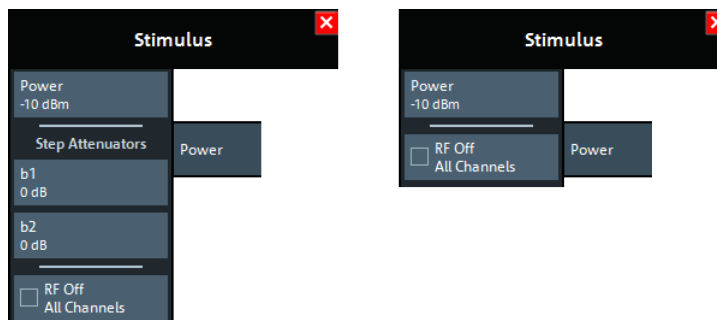 Stimulus
Power
-10 dBm
Step Attenuators
Power
b1
0 dB
b2
0 dB
RF Off
All Channels
Stimulus
Power
-10 dBm
RF Off
All Channels
Power